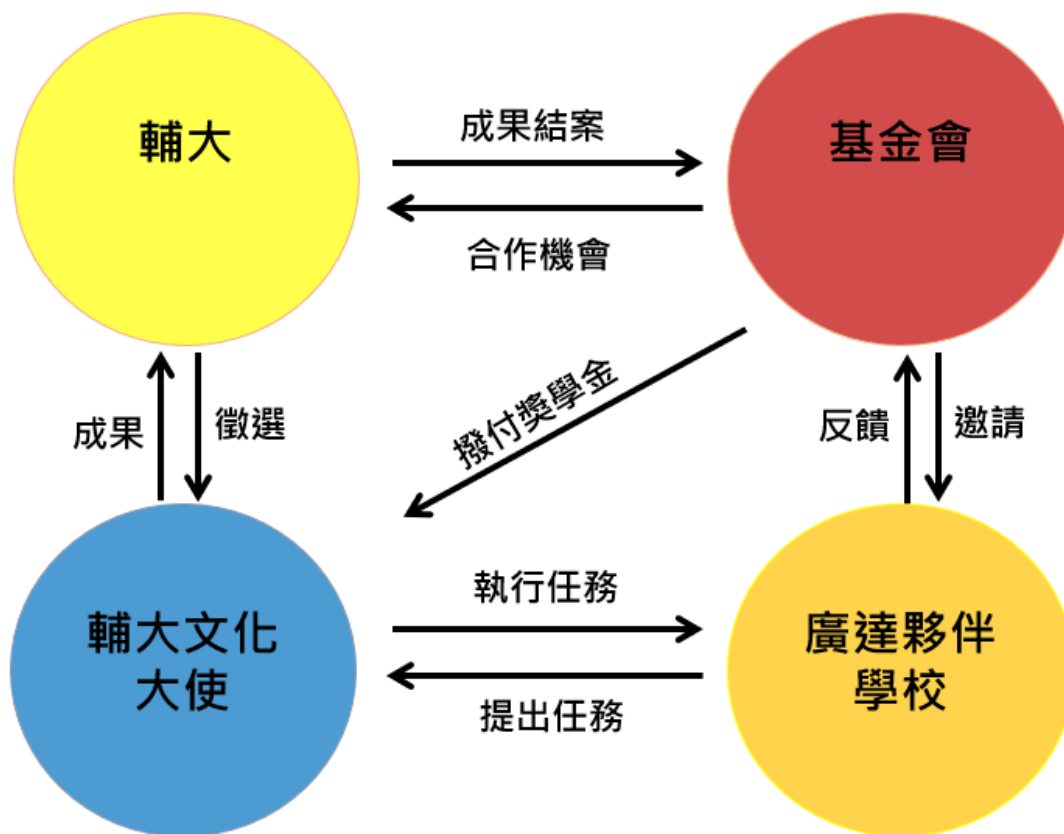 輔大
成果結案
基金會
合作機會
撥付獎學金
成果
徵選
反饋
邀請
輔大文化
大使
執行任務
提出任務
廣達夥伴
學校